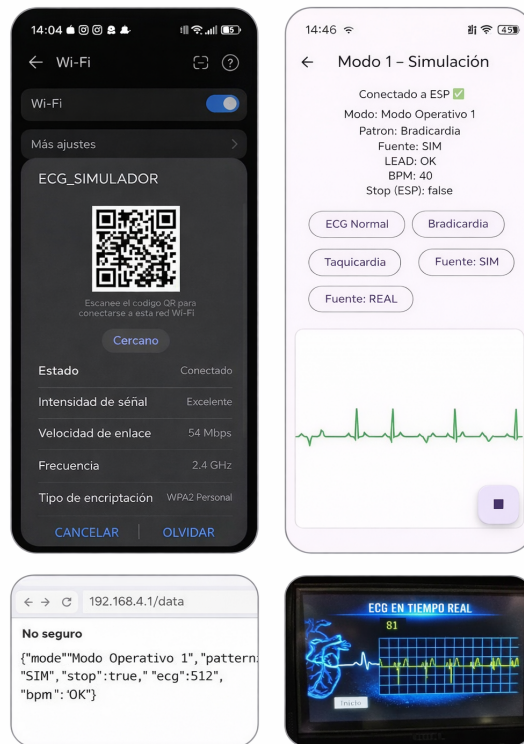 14:04
Wi-Fi
Wi-Fi
Más ajustes
ECG_SIMULADOR
Escanee el codigo QR para
conectarse a esta red Wi-Fi
Cercano
Estado Conectado
Intensidad de séñal Excelente
Velocidad de enlace 54 Mbps
Frecuencia 2.4 GHz
Tipo de encriptación WPA2 Personal
CANCELAR OLVIDAR
14:46 45
Modo 1 – Simulación
Conectado a ESP ✅
Modo: Modo Operativo 1
Patron: Bradicardia
Fuente: SIM
LEAD: OK
BPM: 40
Stop (ESP): false
ECG Normal Bradicardia
Taquicardia Fuente: SIM
Fuente: REAL
192.168.4.1/data
No seguro
{"mode""Modo Operativo 1","pattern:
"SIM","stop":true," "ecg":512",
"bpm": 'OK"}
ECG EN TIEMPO REAL
81
Inicio